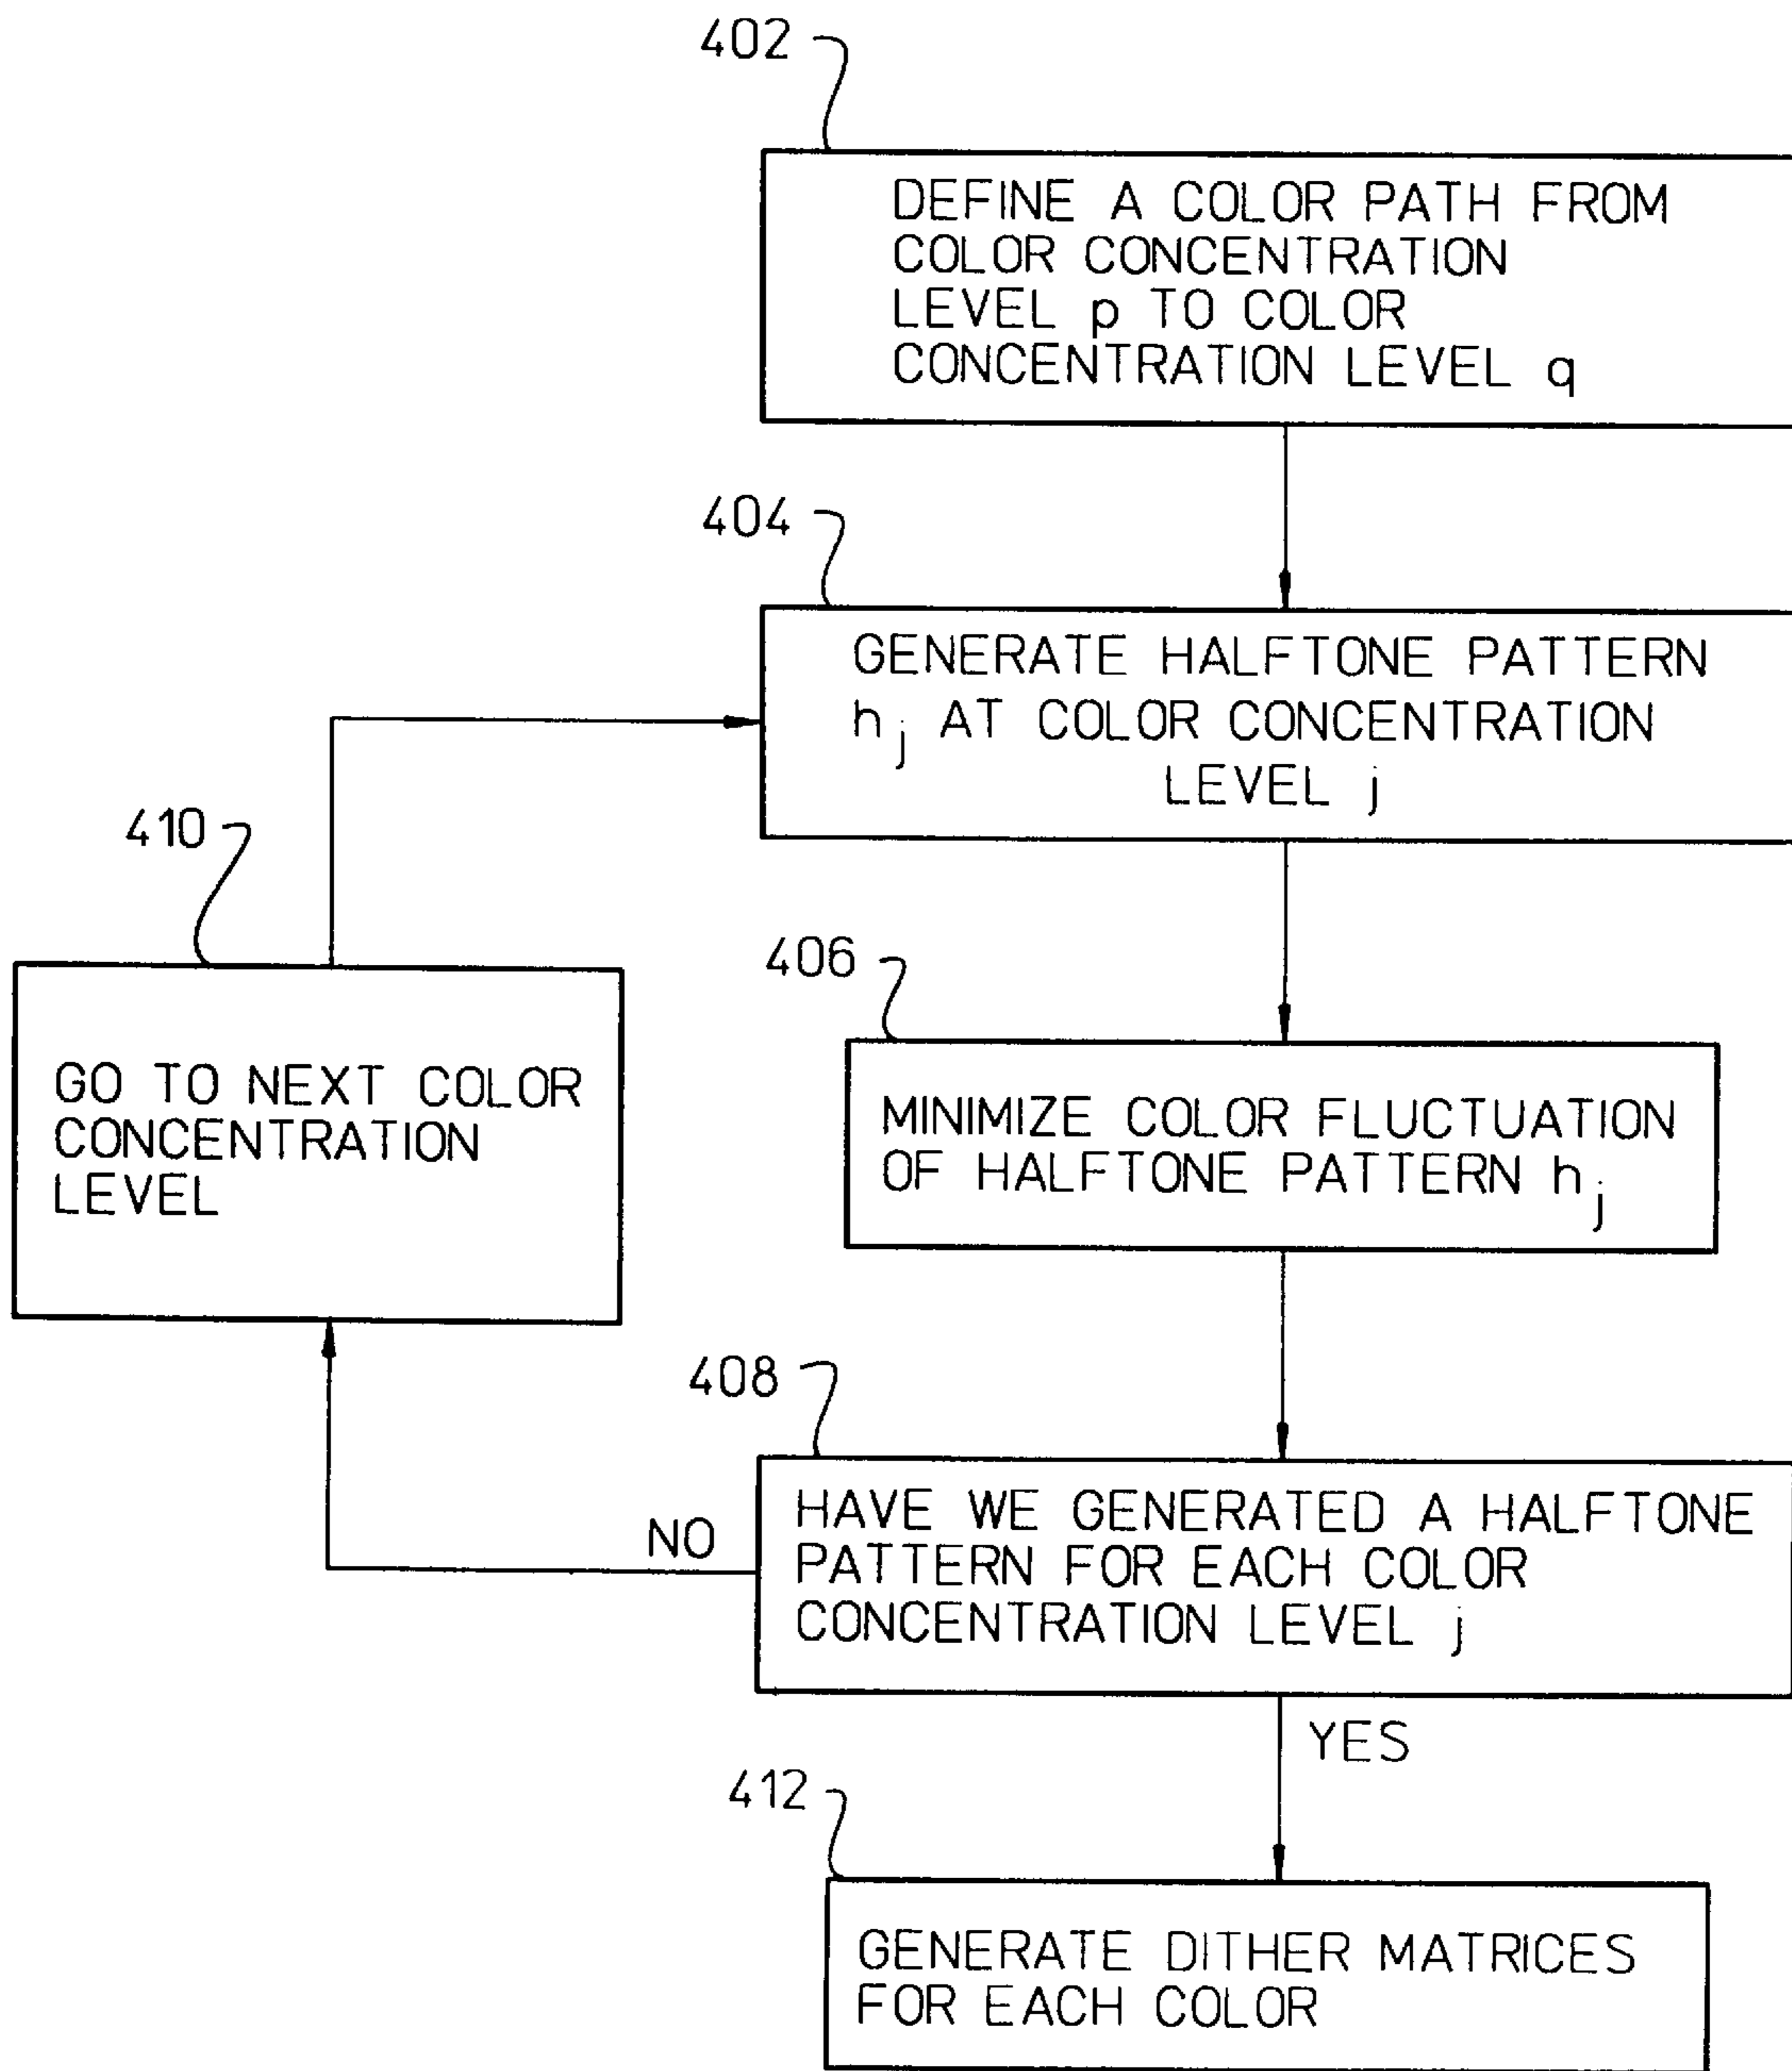 402
DEFINE A COLOR PATH FROM
COLOR CONCENTRATION
LEVEL p TO COLOR
CONCENTRATION LEVEL q
404
GENERATE HALFTONE PATTERN
h j AT COLOR CONCENTRATION
LEVEL j
410
GO TO NEXT COLOR
CONCENTRATION
LEVEL
406
MINIMIZE COLOR FLUCTUATION
OF HALFTONE PATTERN h j
408
HAVE WE GENERATED A HALFTONE
PATTERN FOR EACH COLOR
CONCENTRATION LEVEL j
NO
YES
412
GENERATE DITHER MATRICES
FOR EACH COLOR